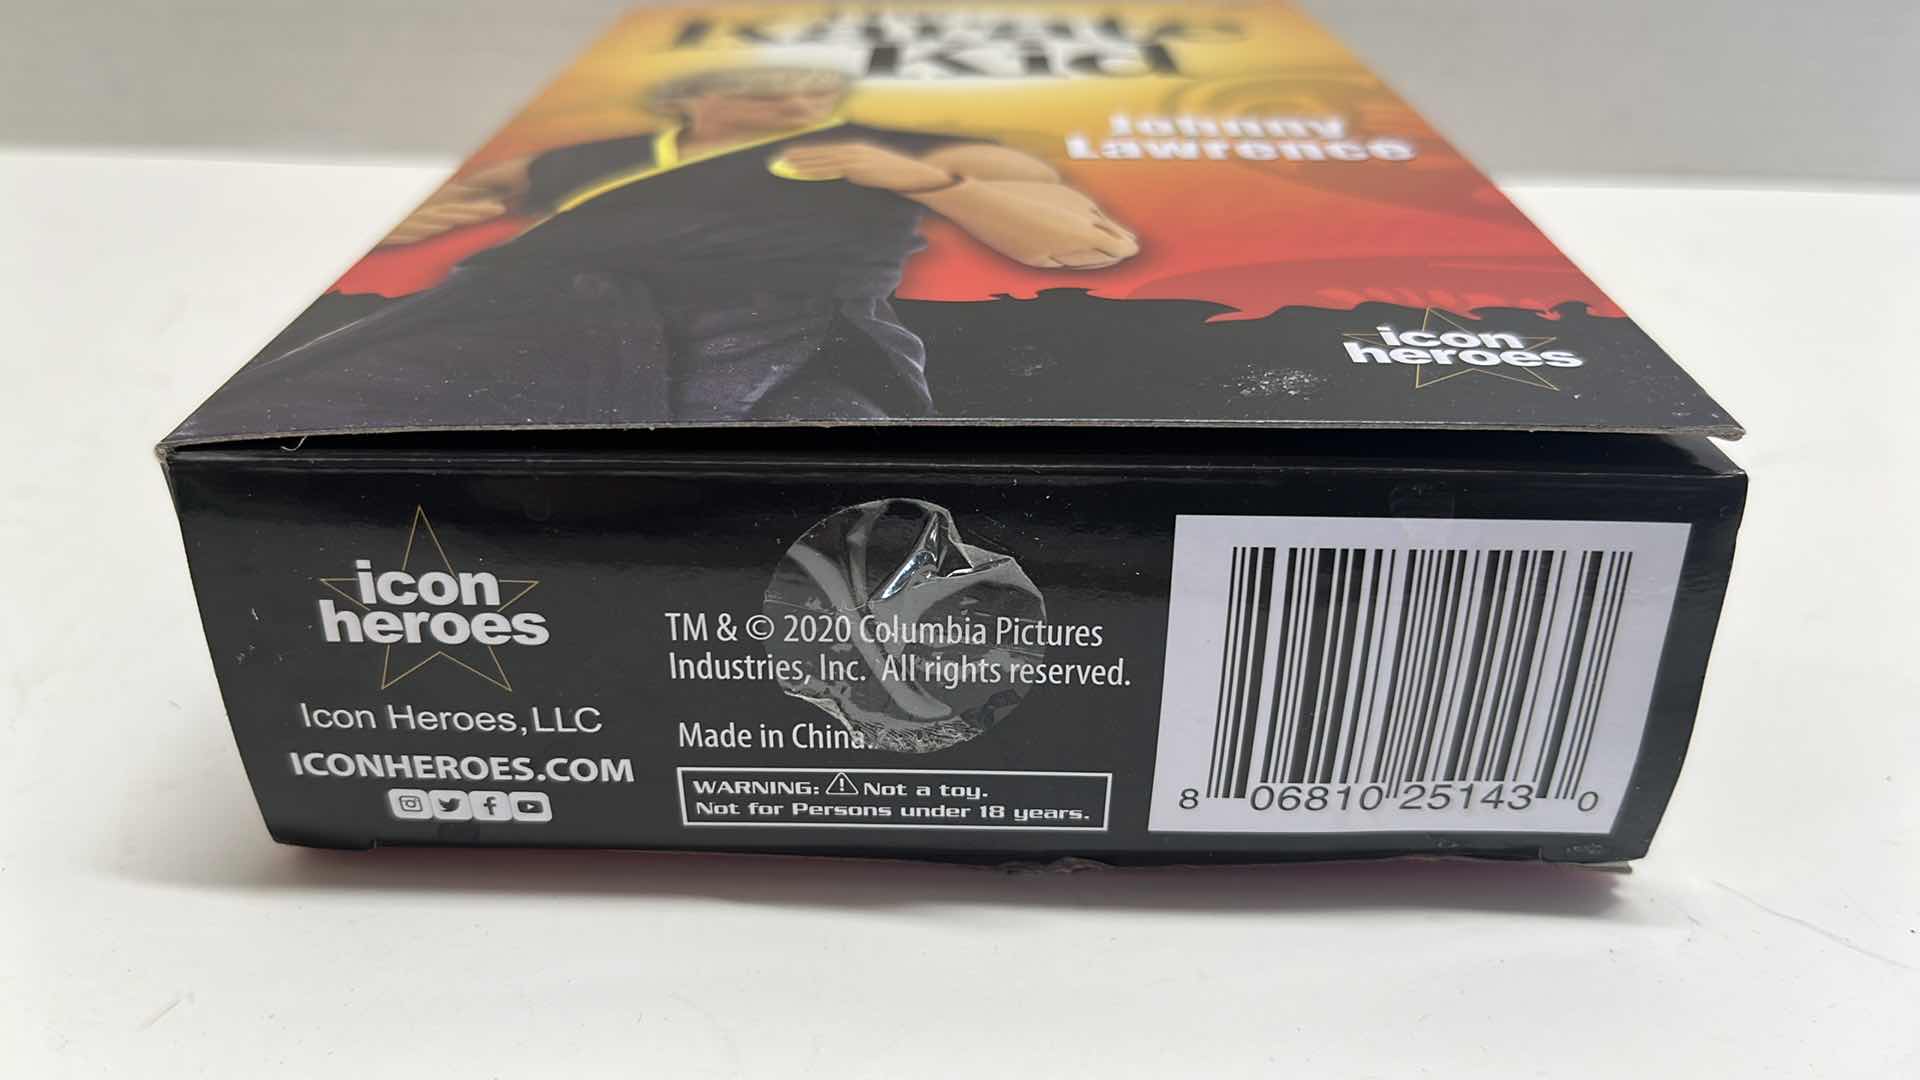 Karate
Kid
Johnny
Lawrence
icon
heroes
icon
heroes
Icon Heroes, LLC
ICONHEROES.COM
TM & © 2020 Columbia Pictures
Industries, Inc. All rights reserved.
Made in China.
WARNING: ⚠ Not a toy.
Not for Persons under 18 years.
8 06810 25143 0